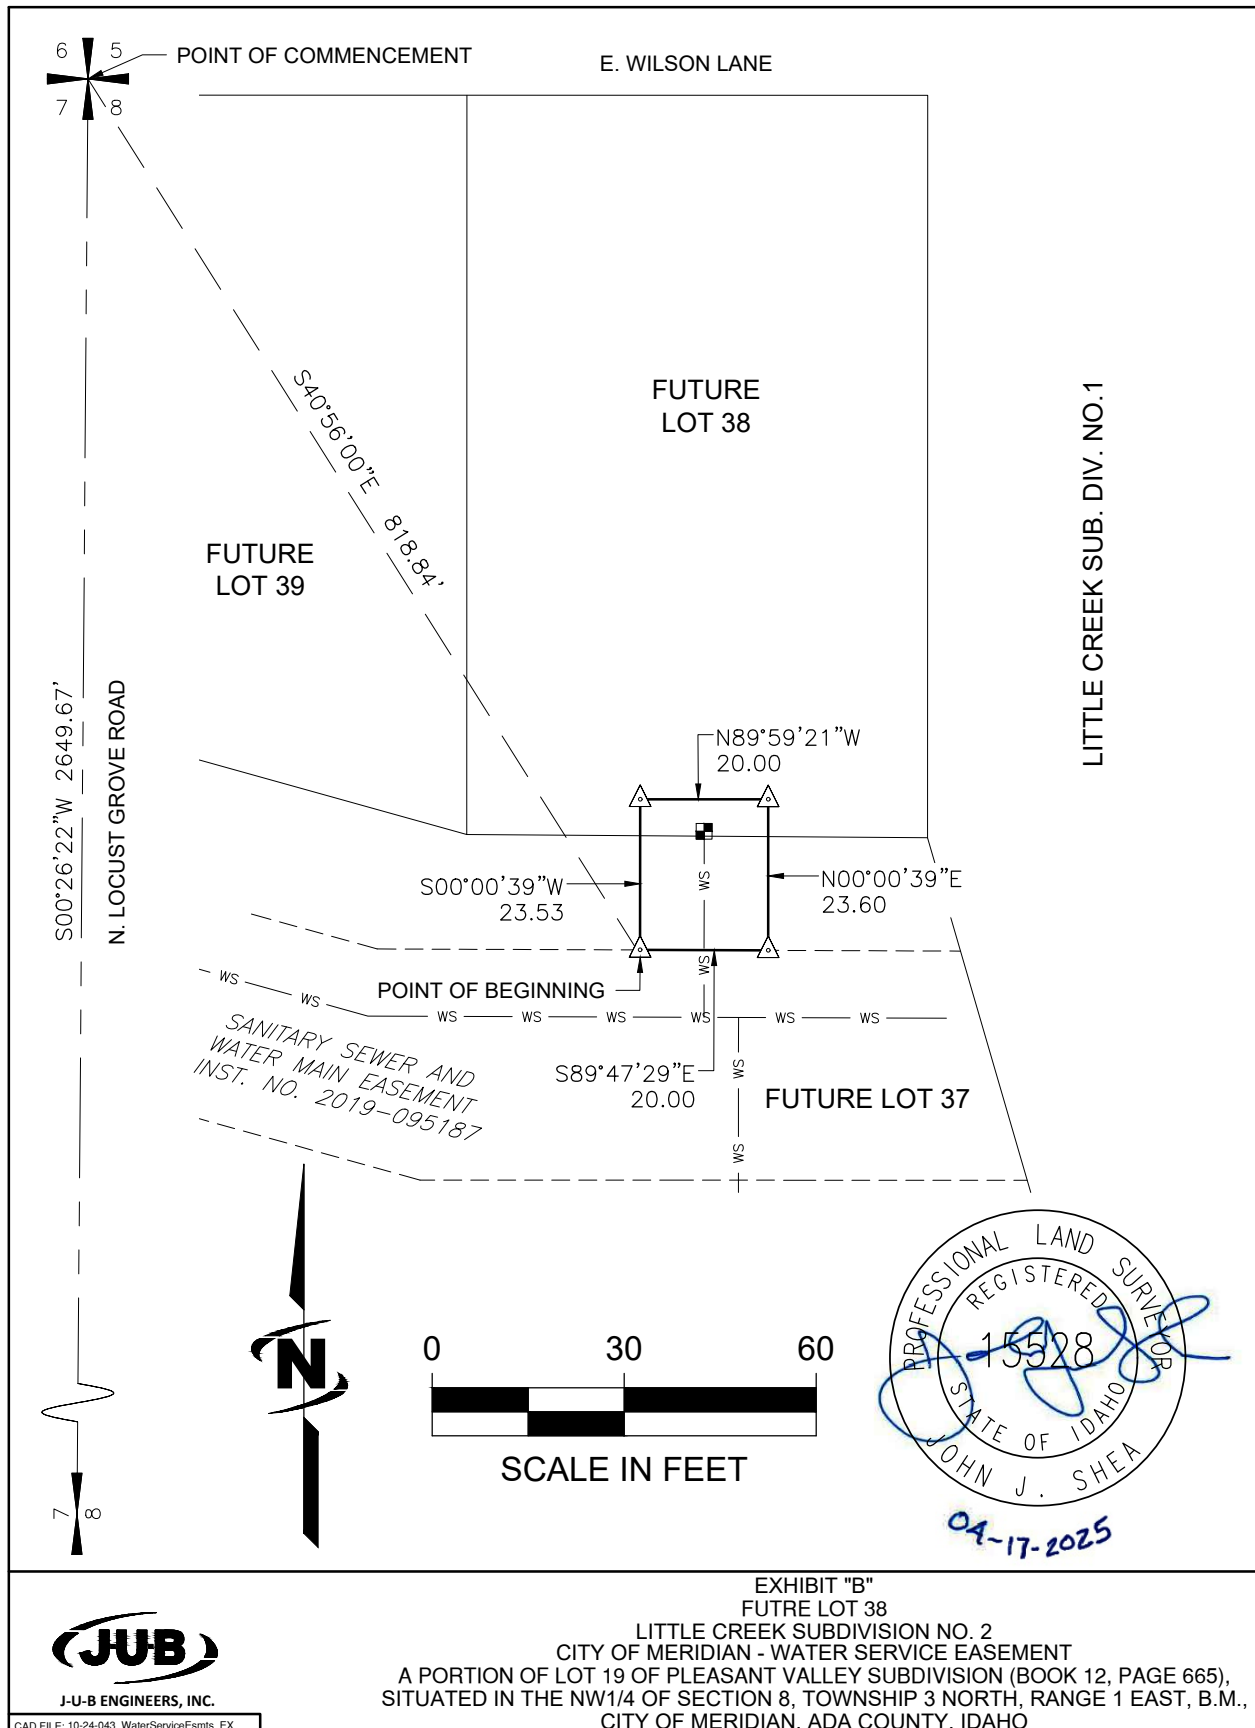 6 5
7 8
POINT OF COMMENCEMENT
E. WILSON LANE
S40°56'00"E 818.84'
FUTURE
LOT 38
FUTURE
LOT 39
LITTLE CREEK SUB. DIV. NO.1
S00°26'22"W 2649.67'
N. LOCUST GROVE ROAD
N89°59'21"W
20.00
S00°00'39"W
23.53
N00°00'39"E
23.60
WS
WS
POINT OF BEGINNING
WS WS
WS WS WS WS WS WS
SANITARY SEWER AND
WATER MAIN EASEMENT
INST. NO. 2019-095187
S89°47'29"E
20.00
WS
WS
FUTURE LOT 37
N
0 30 60
SCALE IN FEET
PROFESSIONAL LAND SURVEYOR
REGISTERED
15528
STATE OF IDAHO
JOHN J. SHEA
04-17-2025
7 8
JUB
J-U-B ENGINEERS, INC.
CAD FILE: 10-24-043_WaterServiceEsmts_EX
EXHIBIT "B"
FUTRE LOT 38
LITTLE CREEK SUBDIVISION NO. 2
CITY OF MERIDIAN - WATER SERVICE EASEMENT
A PORTION OF LOT 19 OF PLEASANT VALLEY SUBDIVISION (BOOK 12, PAGE 665),
SITUATED IN THE NW1/4 OF SECTION 8, TOWNSHIP 3 NORTH, RANGE 1 EAST, B.M.,
CITY OF MERIDIAN, ADA COUNTY, IDAHO